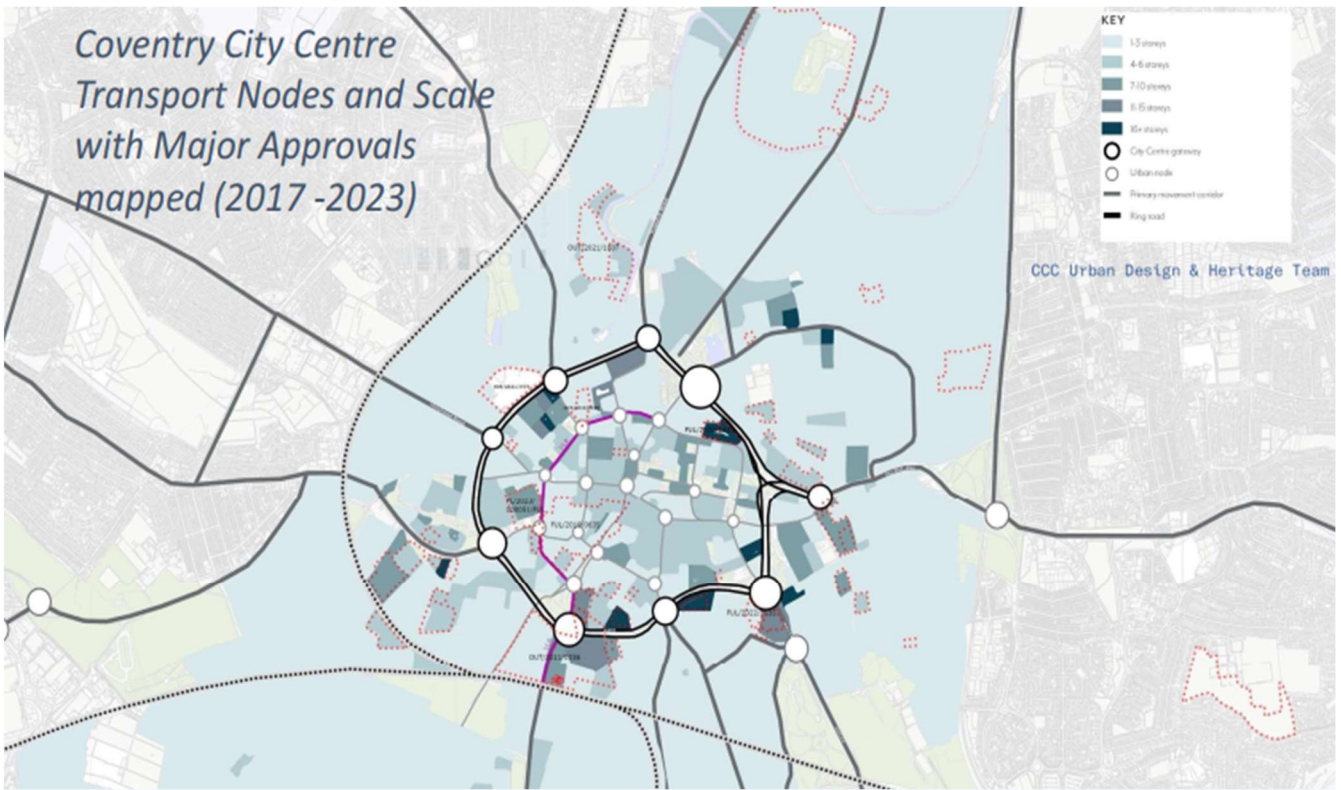 Coventry City Centre
Transport Nodes and Scale
with Major Approvals
mapped (2017 -2023)
KEY
1-3 storeys
4-6 storeys
7-10 storeys
11-15 storeys
16+ storeys
City Centre gateway
Urban node
Primary movement corridor
Ring road
CCC Urban Design & Heritage Team